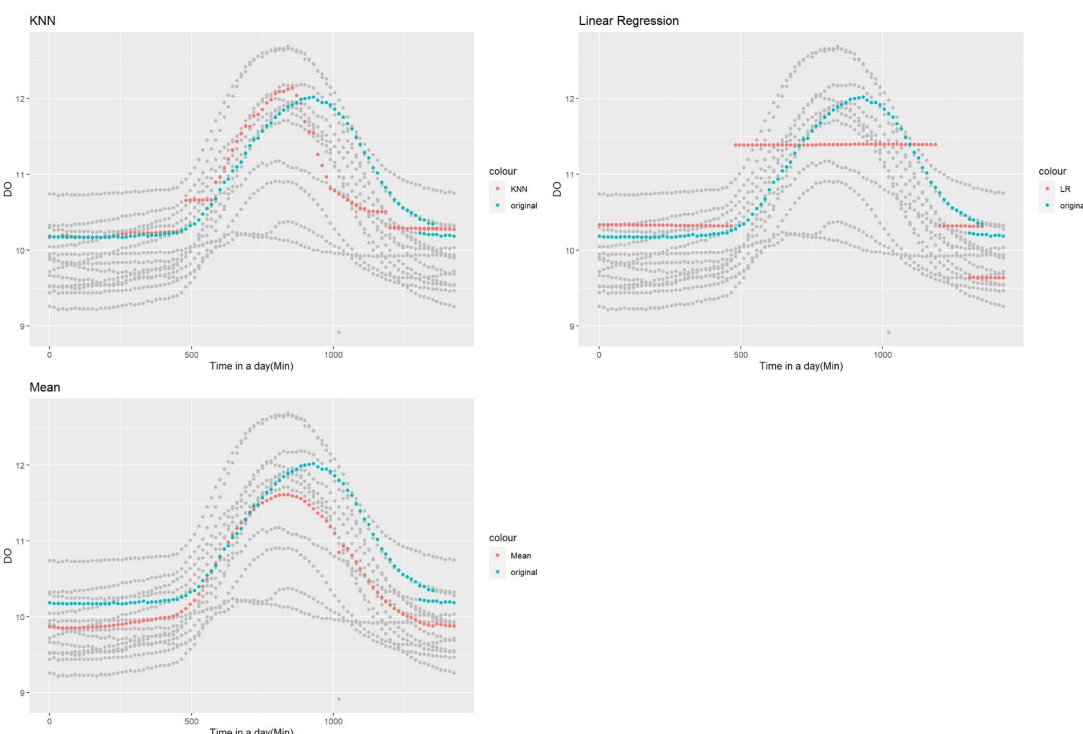 KNN
12
11
10
9
DO
0
500
1000
Time in a day(Min)
colour
KNN
original
Linear Regression
12
11
10
9
DO
0
500
1000
Time in a day(Min)
colour
LR
origina
Mean
12
11
10
9
DO
0
500
1000
Time in a day(Min)
colour
Mean
original